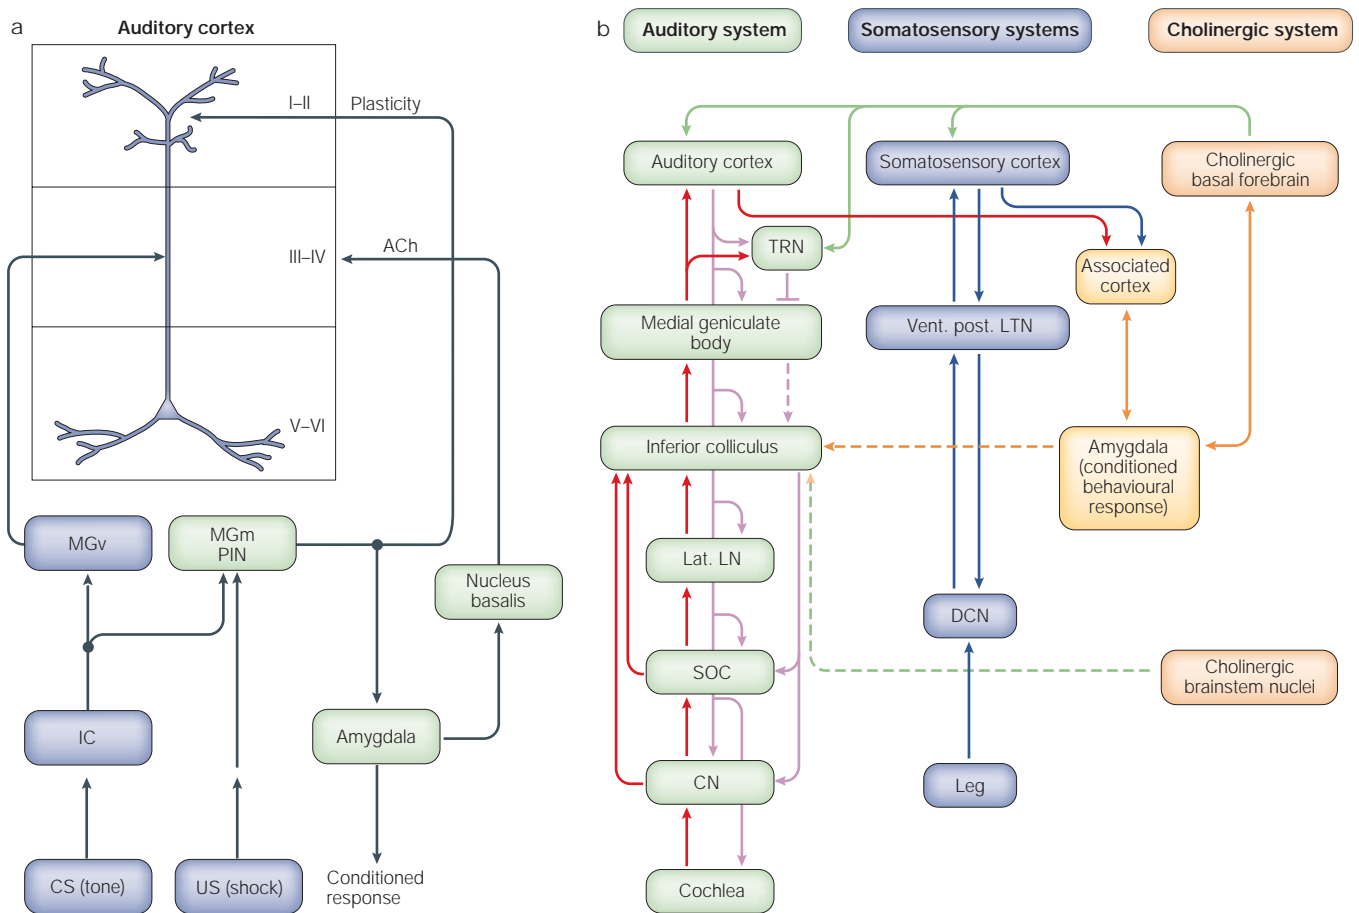 a
Auditory cortex
I–II
Plasticity
III–IV
ACh
V–VI
MGv
MGm
PIN
Nucleus
basalis
IC
Amygdala
CS (tone)
US (shock)
Conditioned
response
b
Auditory system
Somatosensory systems
Cholinergic system
Auditory cortex
Somatosensory cortex
Cholinergic
basal forebrain
TRN
Associated
cortex
Medial geniculate
body
Vent. post. LTN
Inferior colliculus
Amygdala
(conditioned
behavioural
response)
Lat. LN
DCN
SOC
Cholinergic
brainstem nuclei
CN
Leg
Cochlea